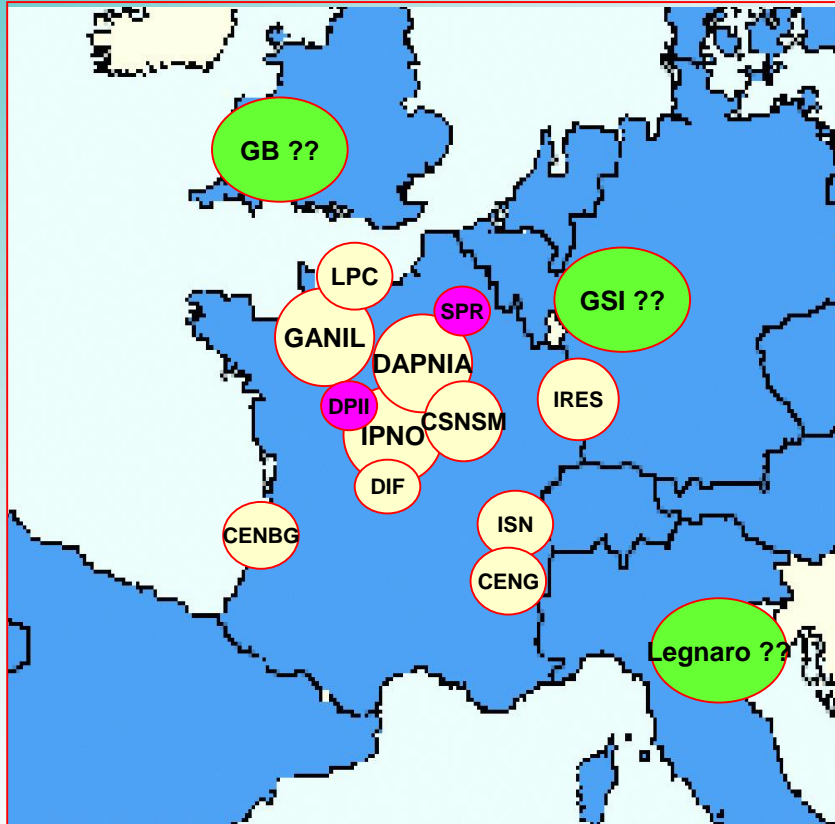 GB ??
LPC
GSI ??
SPR
GANIL
DAPNIA
IRES
DPII
CSNSM
IPNO
DIF
ISN
CENBG
CENG
Legnaro ??